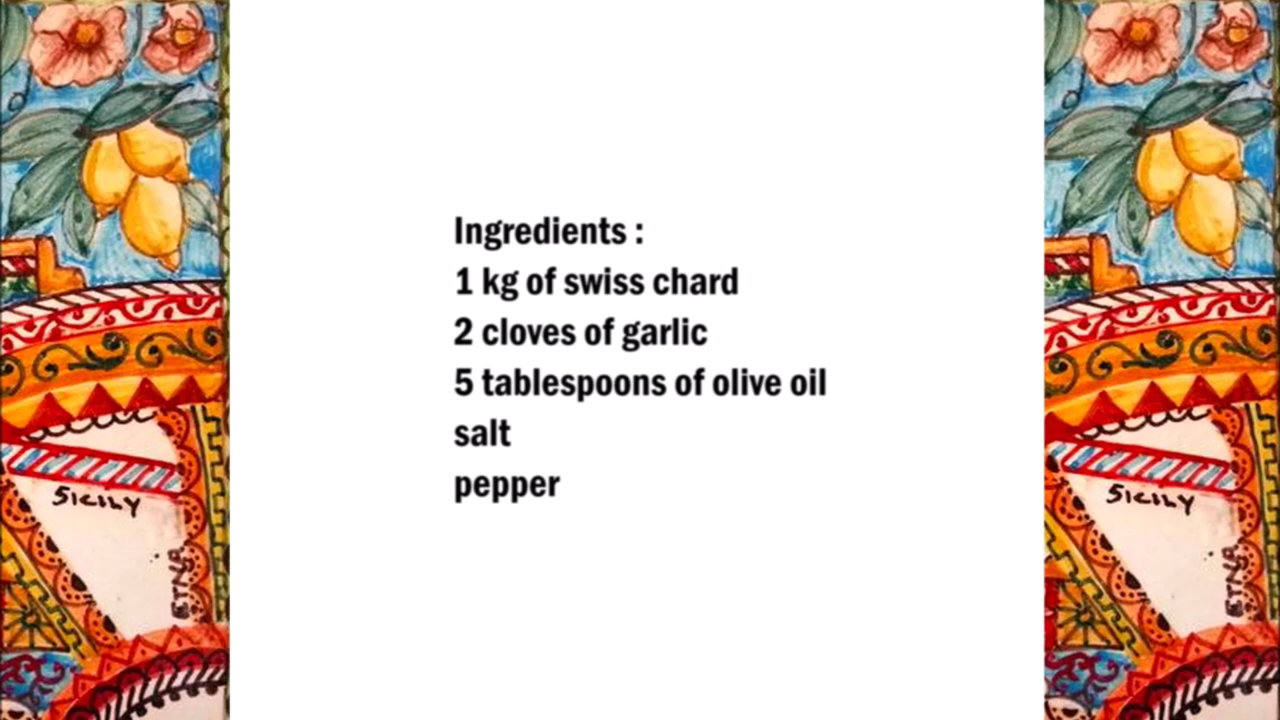 Ingredients :
1 kg of swiss chard
2 cloves of garlic
5 tablespoons of olive oil
salt
pepper
SICILY
ETNA
SICILY
ETNA